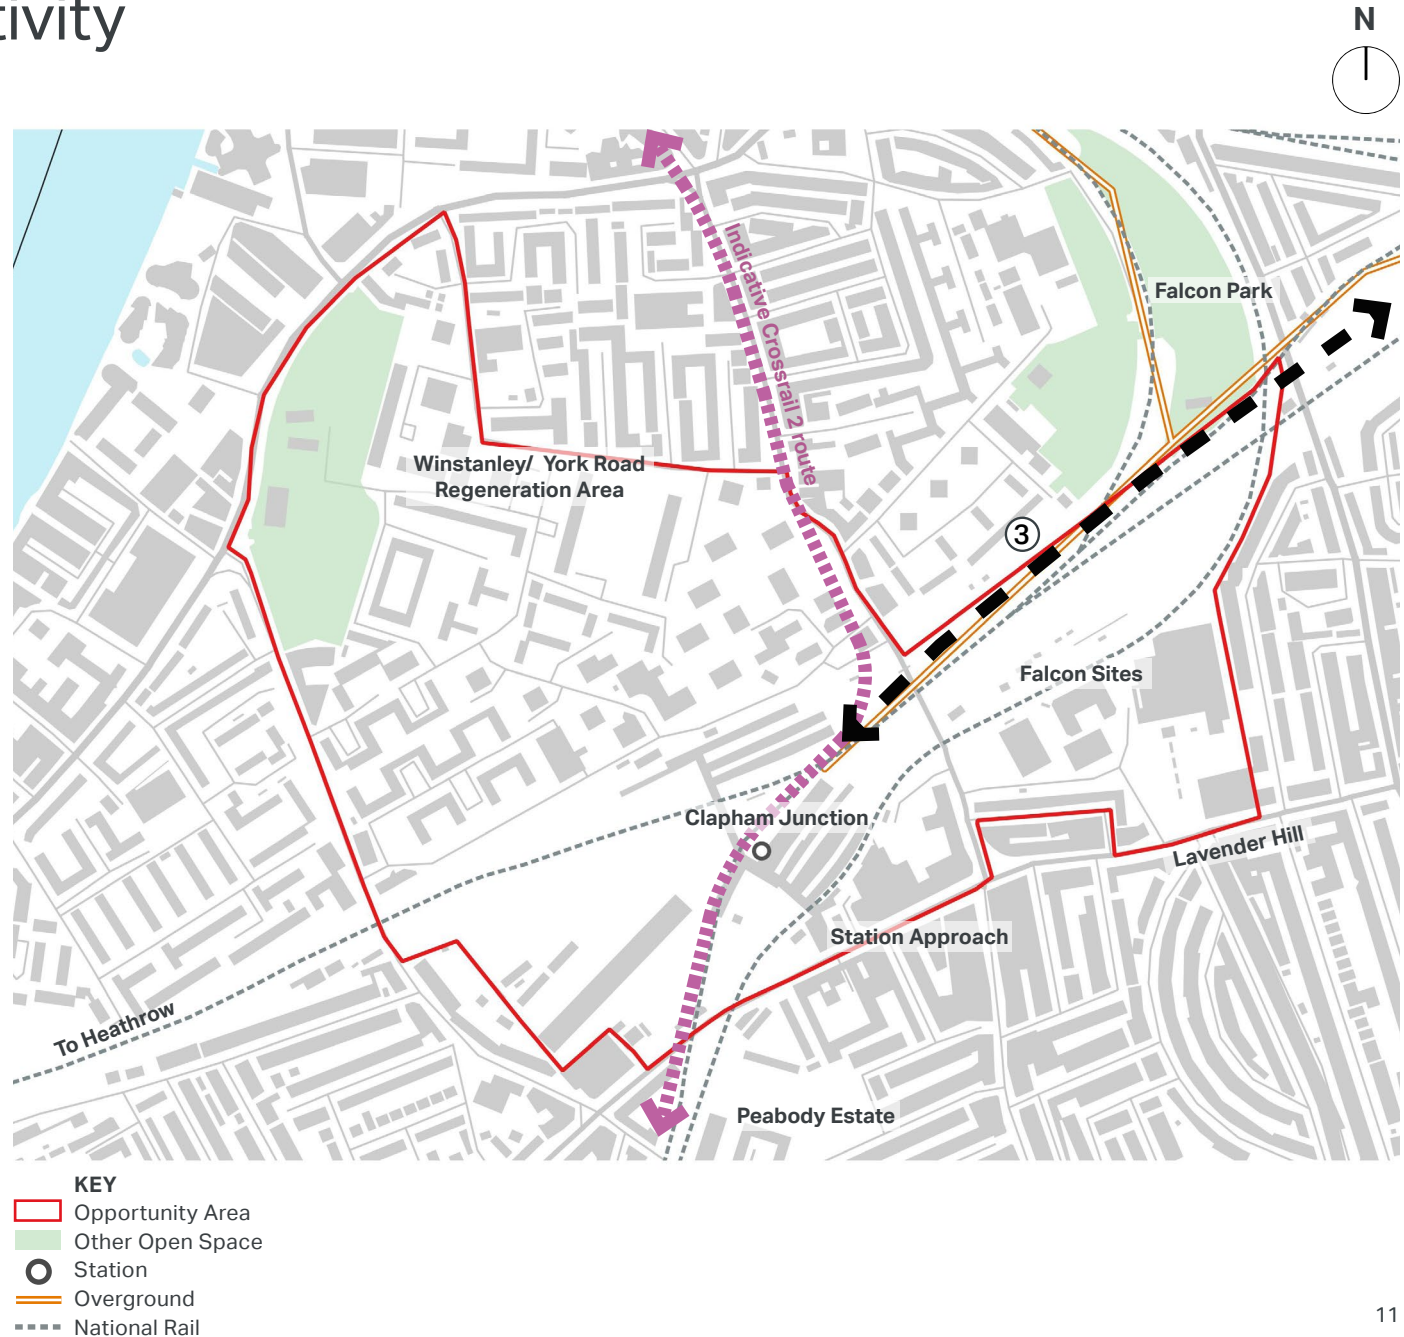 tivity
N
Indicative Crossrail 2 route
Falcon Park
Winstanley/ York Road
Regeneration Area
3
Falcon Sites
Clapham Junction
Lavender Hill
Station Approach
To Heathrow
Peabody Estate
KEY
Opportunity Area
Other Open Space
Station
Overground
National Rail
11